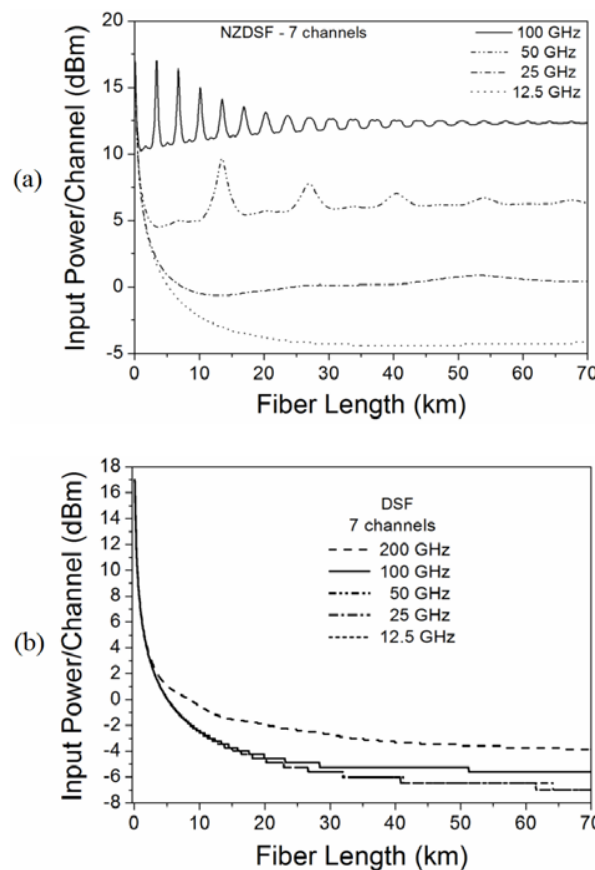 (a)
Input Power/Channel (dBm)
20
15
10
5
0
-5
NZDSF - 7 channels
100 GHz
50 GHz
25 GHz
12.5 GHz
0 10 20 30 40 50 60 70
Fiber Length (km)
(b)
Input Power/Channel (dBm)
18
16
14
12
10
8
6
4
2
0
-2
-4
-6
-8
DSF
7 channels
200 GHz
100 GHz
50 GHz
25 GHz
12.5 GHz
0 10 20 30 40 50 60 70
Fiber Length (km)